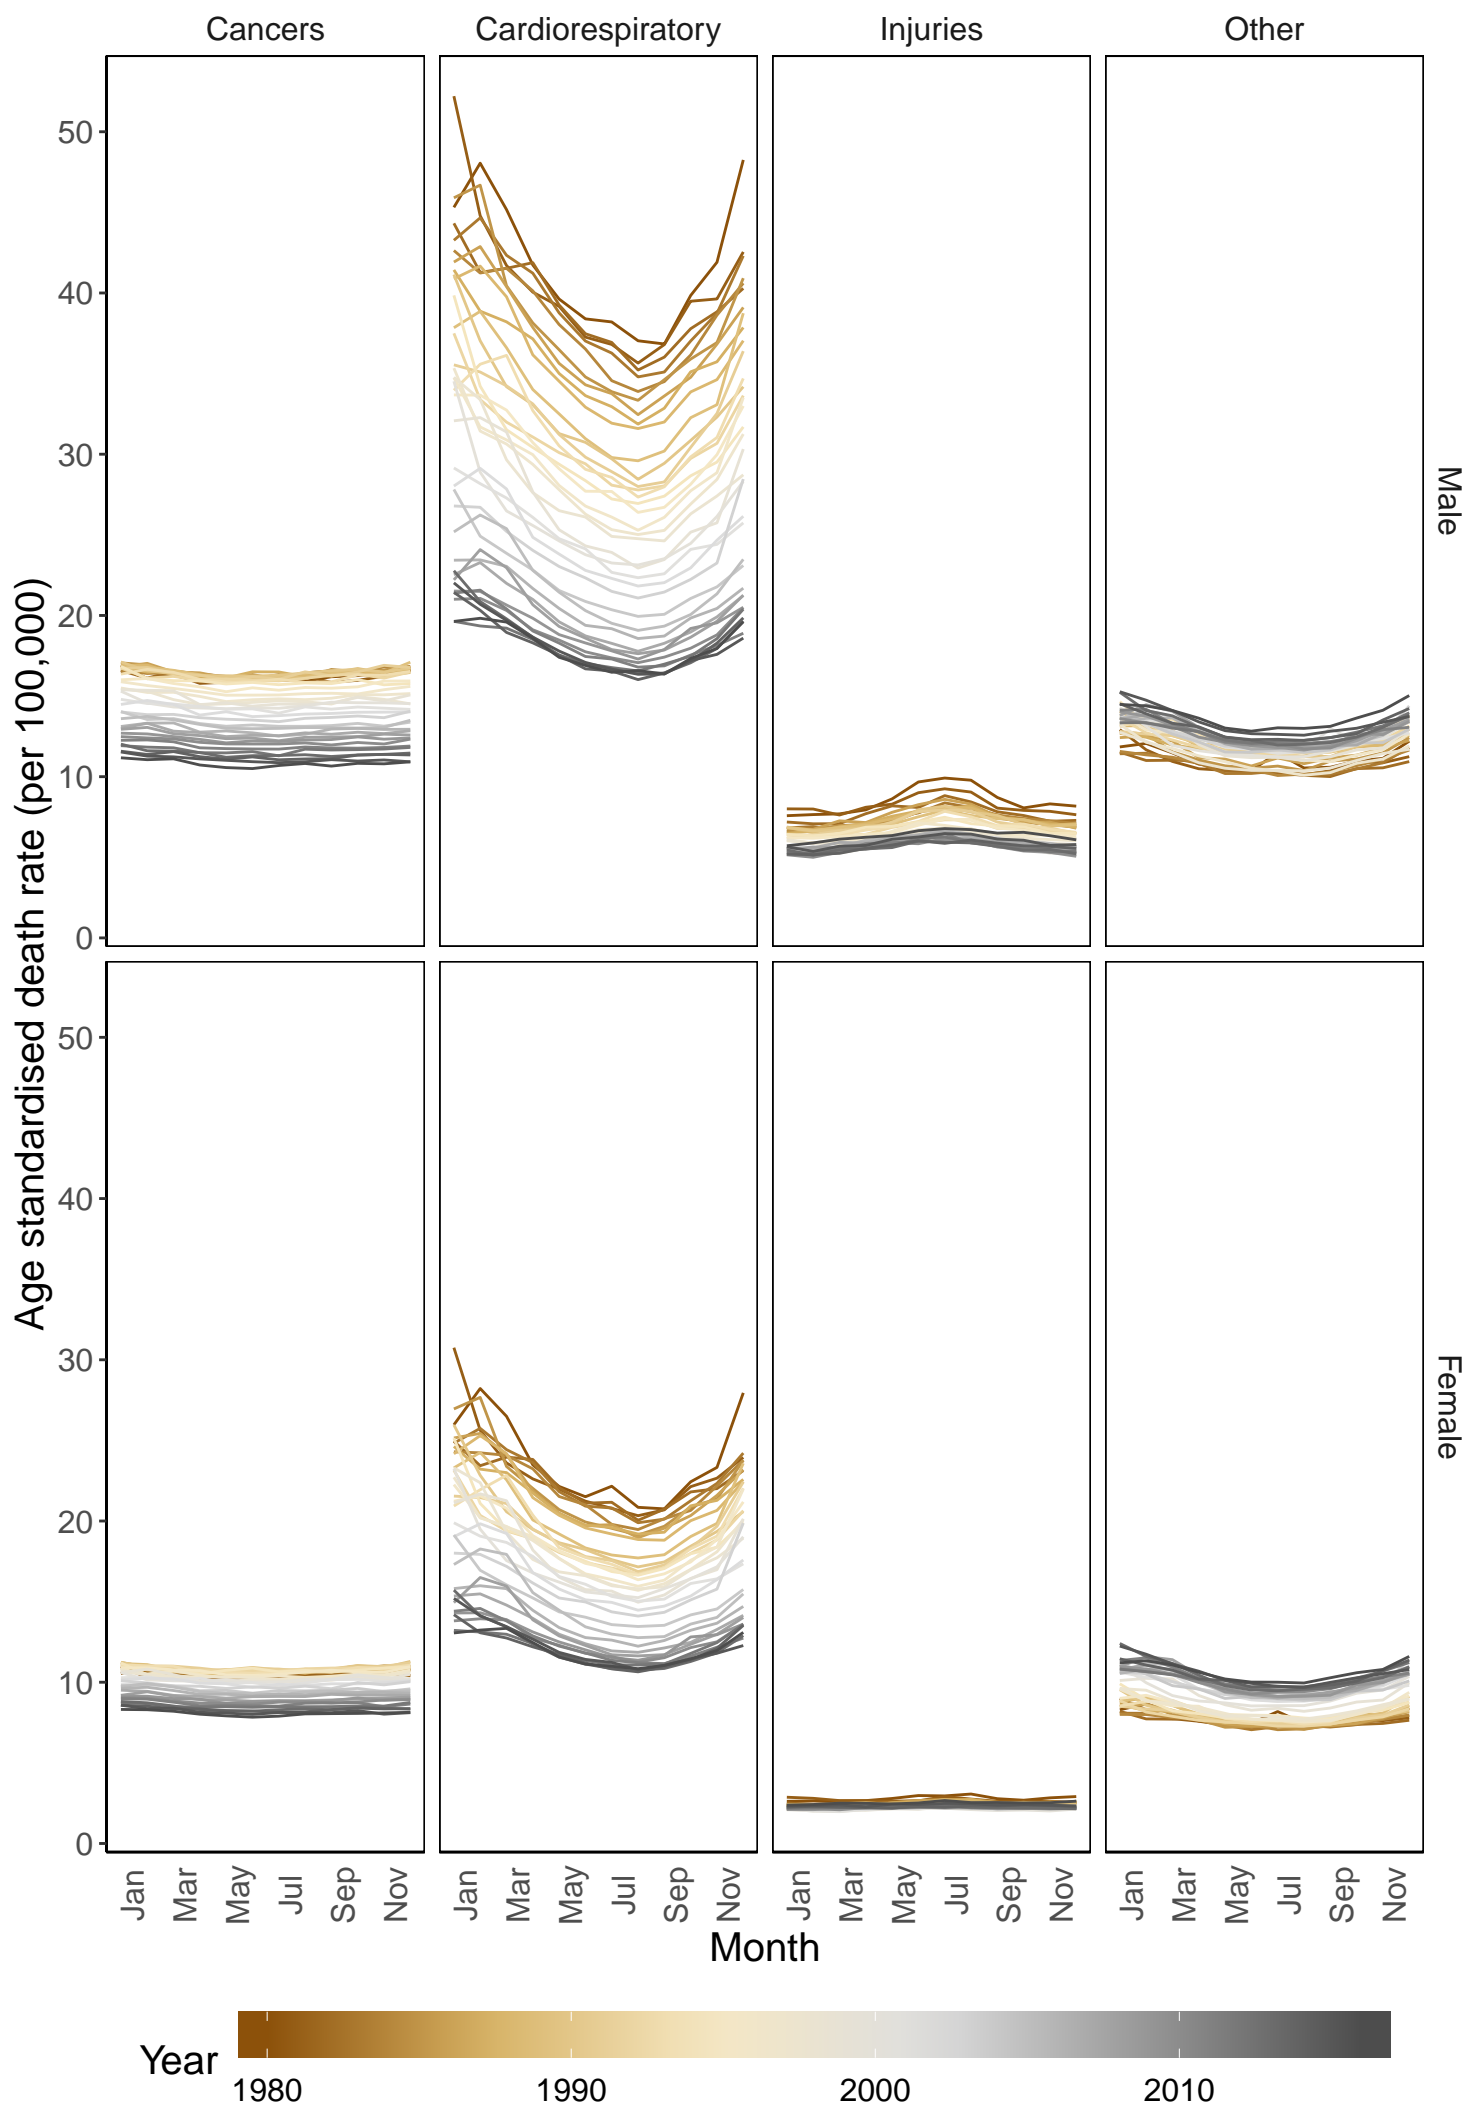 Cancers Cardiorespiratory Injuries Other
Age standardised death rate (per 100,000)
50
40
30
20
10
0
Male
50
40
30
20
10
0
Female
Jan Mar May Jul Sep Nov Jan Mar May Jul Sep Nov Jan Mar May Jul Sep Nov Jan Mar May Jul Sep Nov
Month
Year
1980 1990 2000 2010